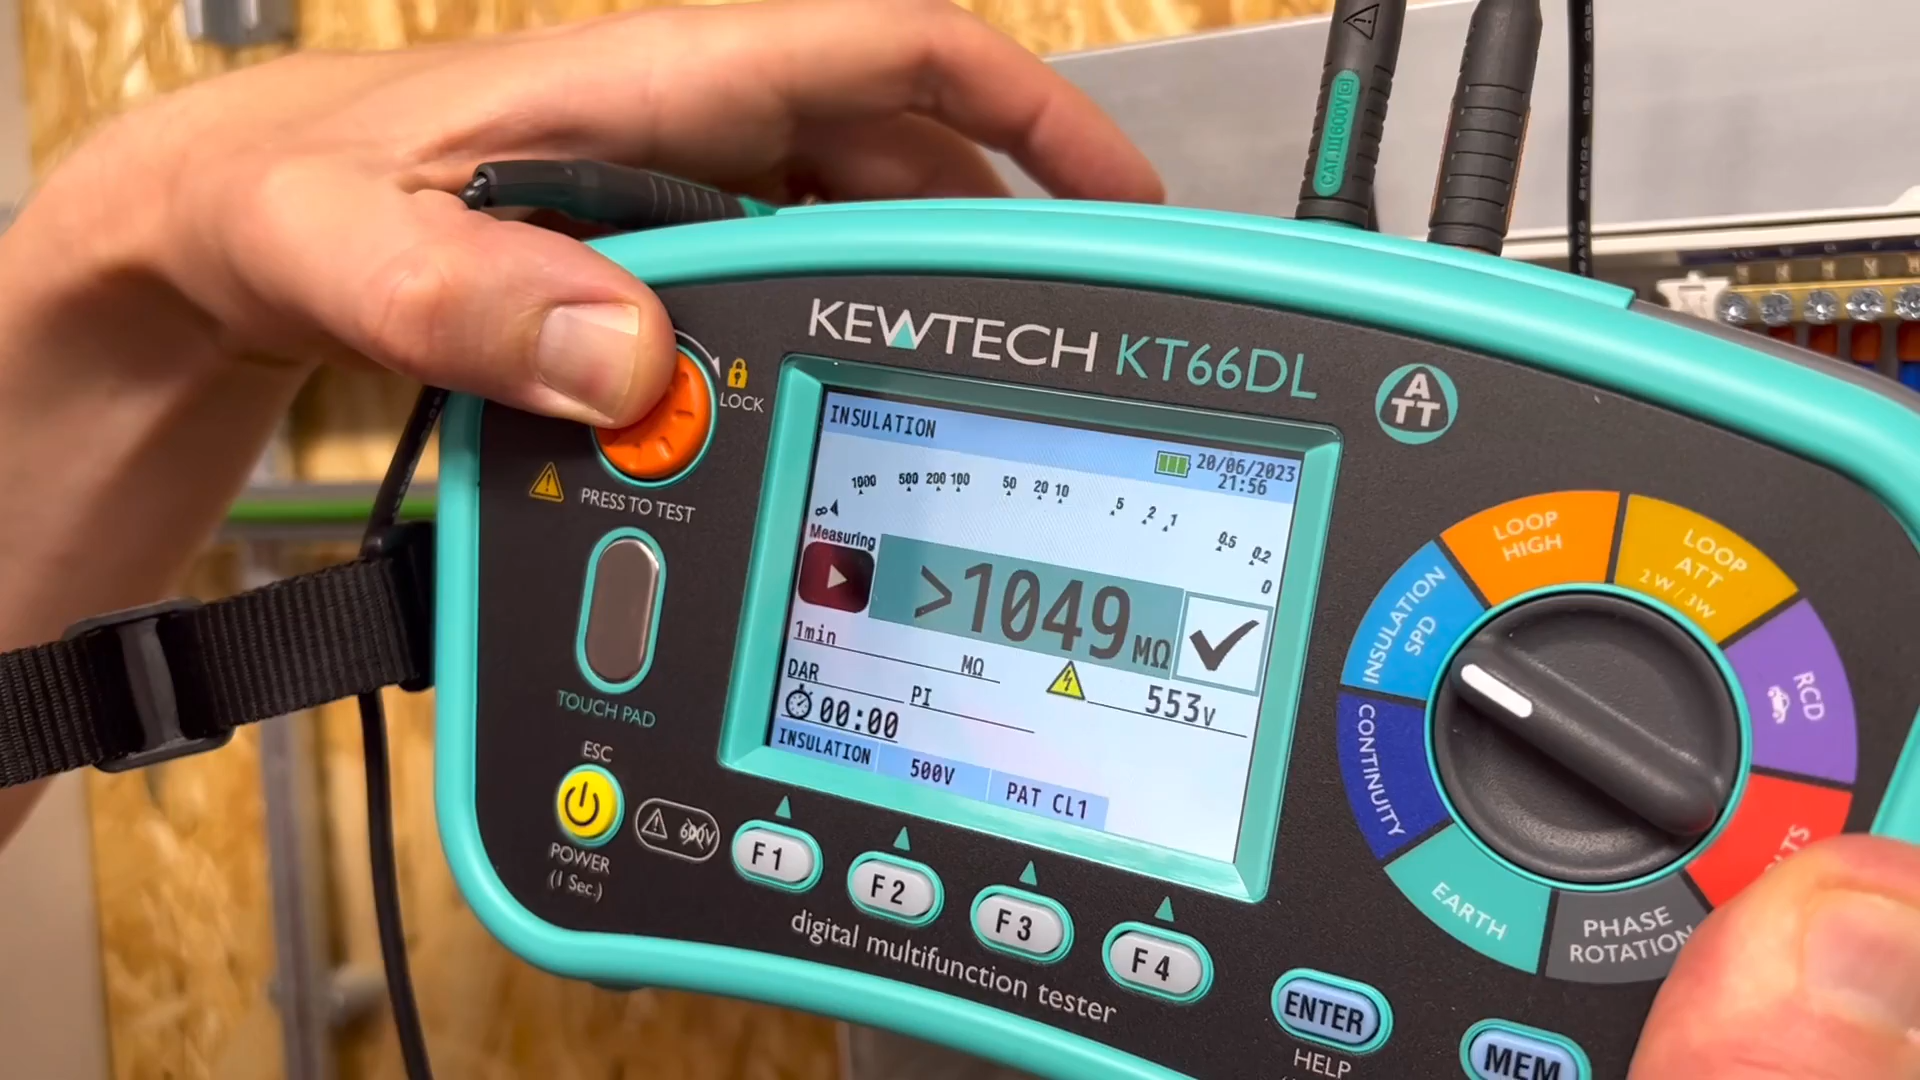 CAT.III600V
KEWTECH KT66DL
ATT
LOCK
PRESS TO TEST
TOUCH PAD
ESC
POWER
(1 Sec.)
600V
INSULATION
20/06/2023
21:56
1000 500 200 100 50 20 10 5 2 1 0.5 0.2 0
∞
Measuring
>1049 MΩ
1min
MΩ
DAR
PI
553v
00:00
INSULATION 500V PAT CL1
F1
F2
F3
F4
digital multifunction tester
ENTER
HELP
MEM
LOOP
HIGH
LOOP
ATT
2W / 3W
INSULATION
SPD
RCD
CONTINUITY
EARTH
PHASE
ROTATION